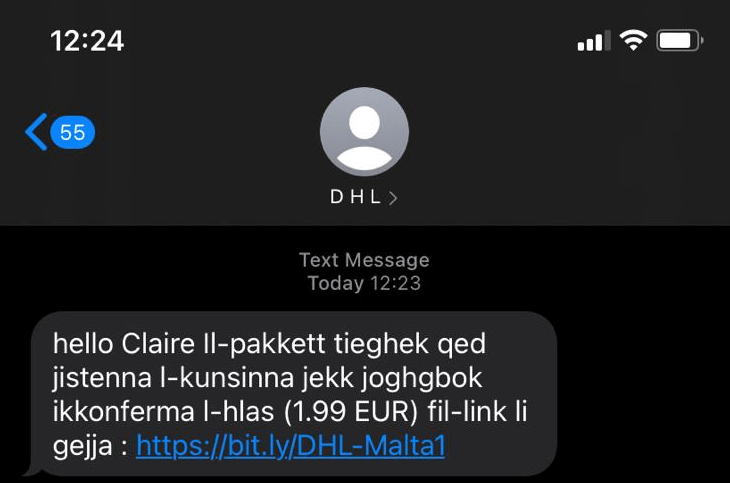 12:24
55
D H L
Text Message
Today 12:23
hello Claire Il-pakkett tieghek qed
jistenna l-kunsinna jekk joghgbok
ikkonferma l-hlas (1.99 EUR) fil-link li
gejja : https://bit.ly/DHL-Malta1